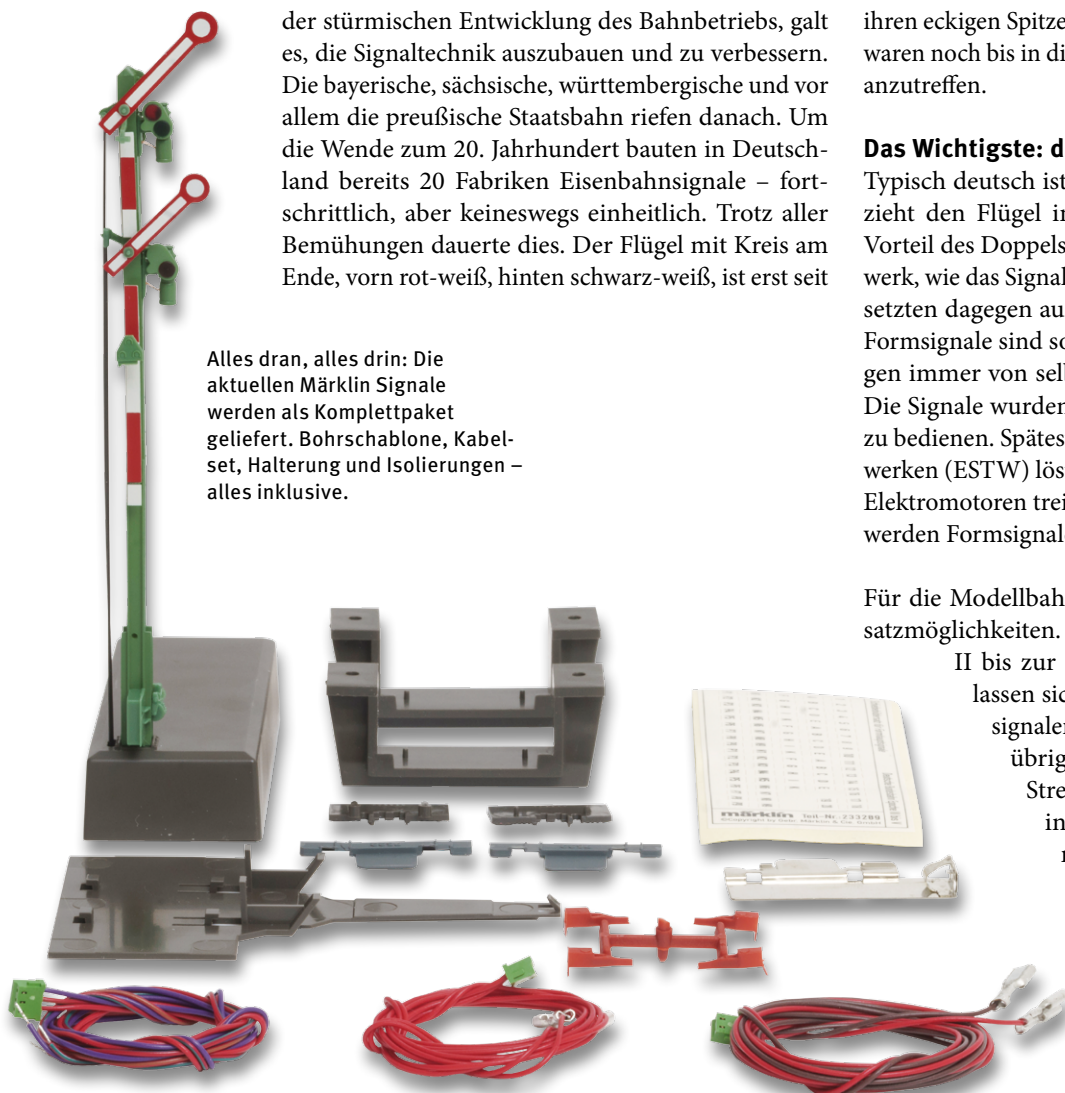 der stürmischen Entwicklung des Bahnbetriebs, galt
es, die Signaltechnik auszubauen und zu verbessern.
Die bayerische, sächsische, württembergische und vor
allem die preußische Staatsbahn riefen danach. Um
die Wende zum 20. Jahrhundert bauten in Deutsch-
land bereits 20 Fabriken Eisenbahnsignale – fort-
schrittlich, aber keineswegs einheitlich. Trotz aller
Bemühungen dauerte dies. Der Flügel mit Kreis am
Ende, vorn rot-weiß, hinten schwarz-weiß, ist erst seit
Alles dran, alles drin: Die
aktuellen Märklin Signale
werden als Komplettpaket
geliefert. Bohrschablone, Kabel-
set, Halterung und Isolierungen –
alles inklusive.
ihren eckigen Spitze
waren noch bis in di
anzutreffen.
Das Wichtigste: d
Typisch deutsch ist
zieht den Flügel in
Vorteil des Doppels
werk, wie das Signal
setzten dagegen au
Formsignale sind so
gen immer von selb
Die Signale wurden
zu bedienen. Spätes
werken (ESTW) lös
Elektromotoren trei
werden Formsignale
Für die Modellbah
satzmöglichkeiten.
II bis zur
lassen sic
signaler
übrig
Stre
in
märklin Teil-Nr. 233289